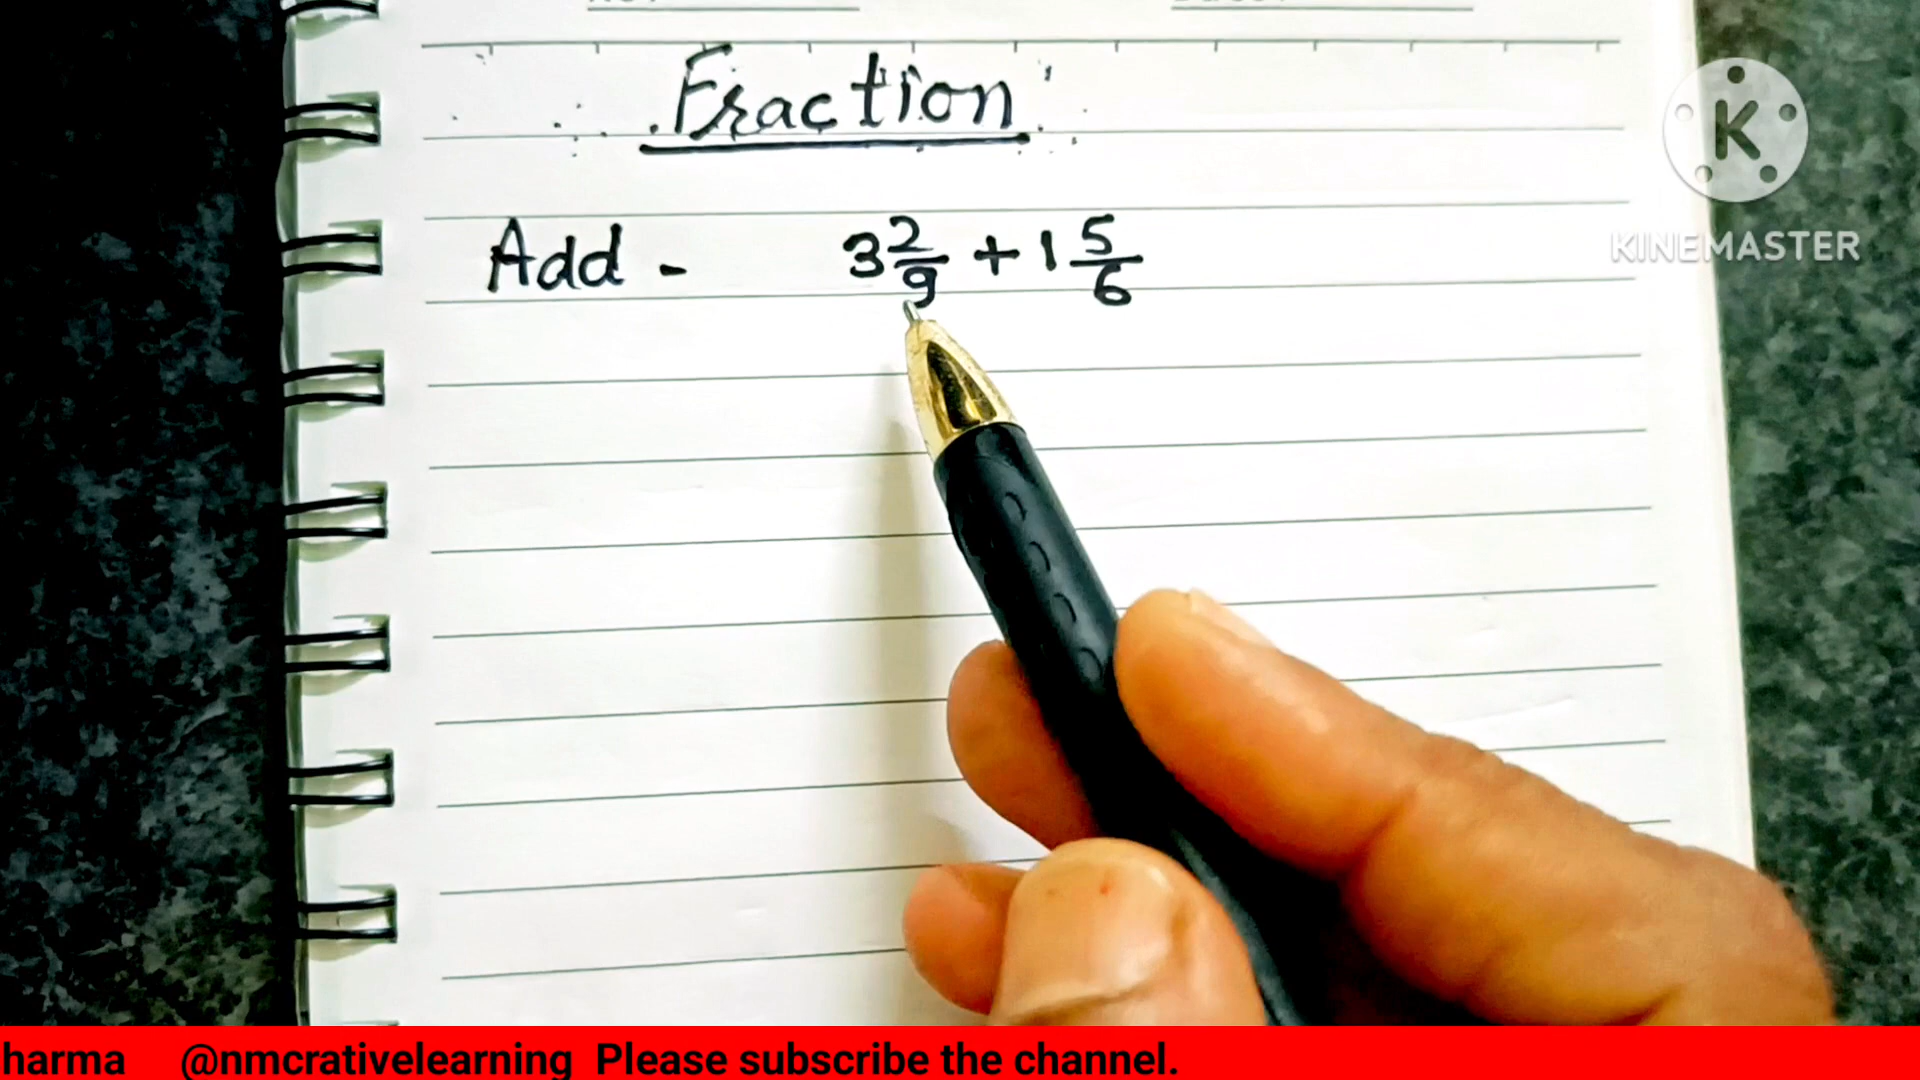 Fraction
Add - 3 2/9 + 1 5/6
K
KINEMASTER
harma @nmcrativelearning Please subscribe the channel.